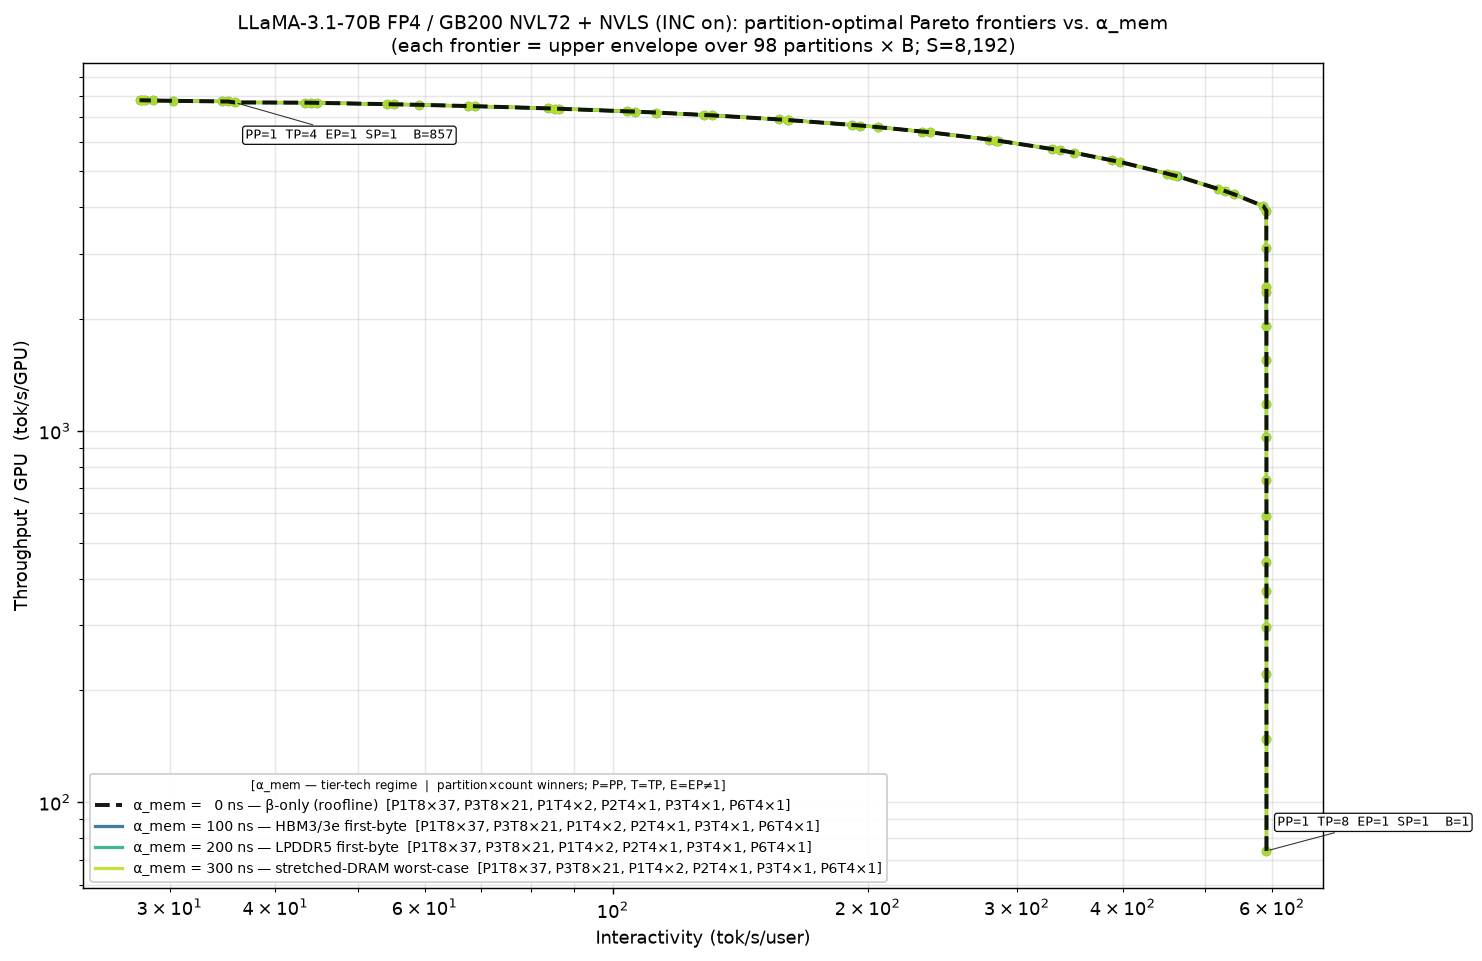 LLaMA-3.1-70B FP4 / GB200 NVL72 + NVLS (INC on): partition-optimal Pareto frontiers vs. α_mem
(each frontier = upper envelope over 98 partitions × B; S=8,192)
Throughput / GPU  (tok/s/GPU)
10³
10²
PP=1 TP=4 EP=1 SP=1  B=857
PP=1 TP=8 EP=1 SP=1  B=1
[α_mem — tier-tech regime | partition×count winners; P=PP, T=TP, E=EP≠1]
α_mem =   0 ns — β-only (roofline)  [P1T8×37, P3T8×21, P1T4×2, P2T4×1, P3T4×1, P6T4×1]
α_mem = 100 ns — HBM3/3e first-byte  [P1T8×37, P3T8×21, P1T4×2, P2T4×1, P3T4×1, P6T4×1]
α_mem = 200 ns — LPDDR5 first-byte  [P1T8×37, P3T8×21, P1T4×2, P2T4×1, P3T4×1, P6T4×1]
α_mem = 300 ns — stretched-DRAM worst-case  [P1T8×37, P3T8×21, P1T4×2, P2T4×1, P3T4×1, P6T4×1]
3 × 10¹ 4 × 10¹ 6 × 10¹ 10² 2 × 10² 3 × 10² 4 × 10² 6 × 10²
Interactivity (tok/s/user)